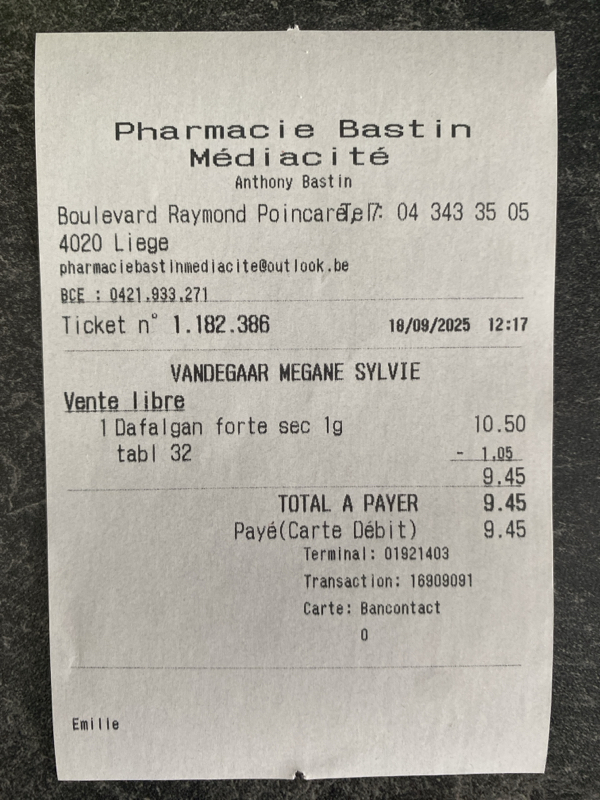 Pharmacie Bastin
Médiacité
Anthony Bastin
Boulevard Raymond Poincaré, 7 Tel: 04 343 35 05
4020 Liege
pharmaciebastinmediacite@outlook.be
BCE : 0421.933.271
Ticket n° 1.182.386 18/09/2025 12:17
VANDEGAAR MEGANE SYLVIE
Vente libre
1 Dafalgan forte sec 1g 10.50
tabl 32 - 1.05
9.45
TOTAL A PAYER 9.45
Payé(Carte Débit) 9.45
Terminal: 01921403
Transaction: 16909091
Carte: Bancontact
0
Emilie